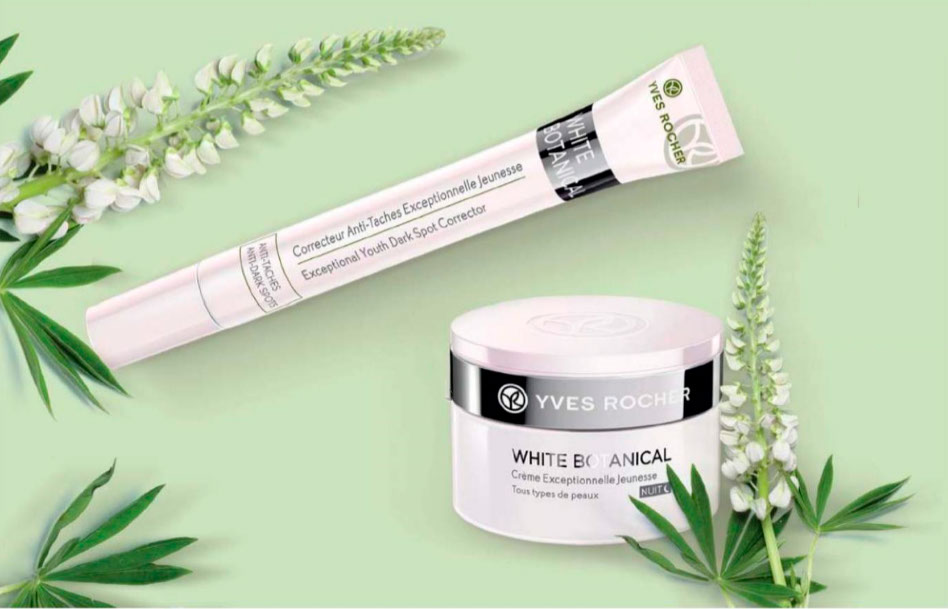 YVES ROCHER
WHITE
BOTANICAL
Correcteur Anti-Taches Exceptionnelle Jeunesse
Exceptional Youth Dark Spot Corrector
ANTI-TACHES
ANTI-DARK SPOTS
YVES ROCHER
WHITE BOTANICAL
Crème Exceptionnelle Jeunesse
Tous types de peaux NUIT